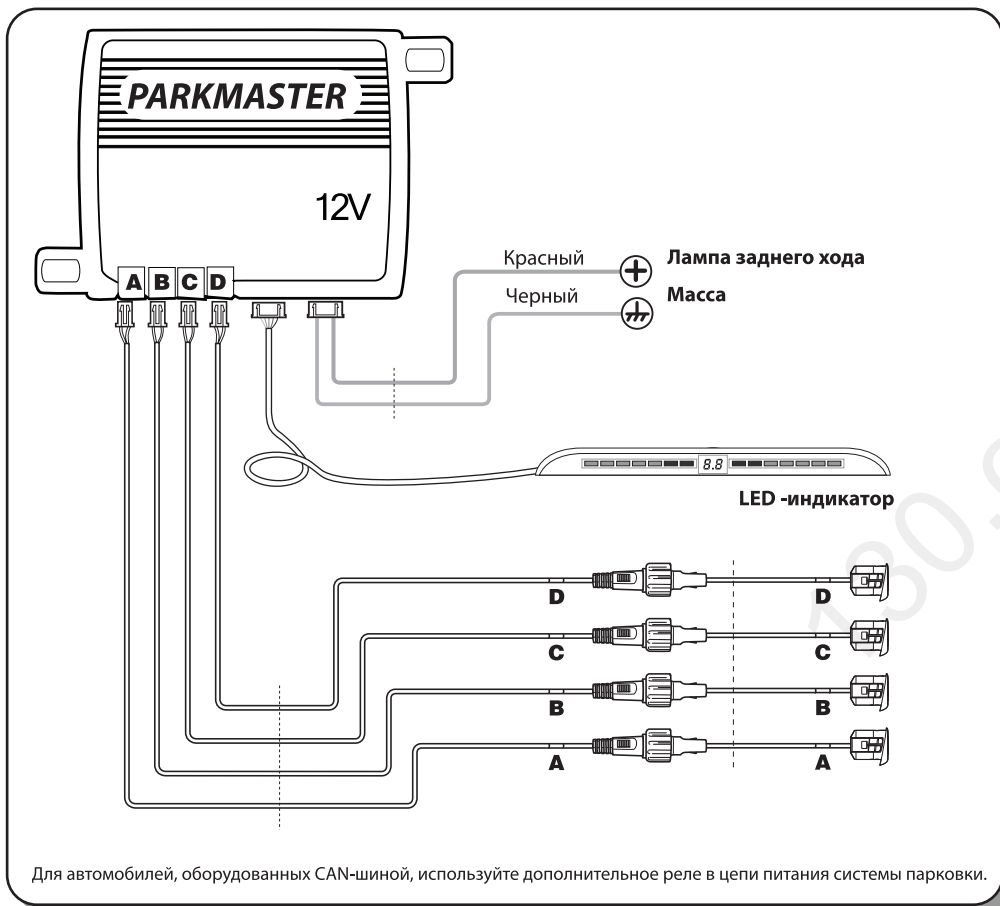 PARKMASTER
12V
A B C D
Красный
Лампа заднего хода
Черный
Масса
8.8
LED -индикатор
D D
C C
B B
A A
Для автомобилей, оборудованных CAN-шиной, используйте дополнительное реле в цепи питания системы парковки.